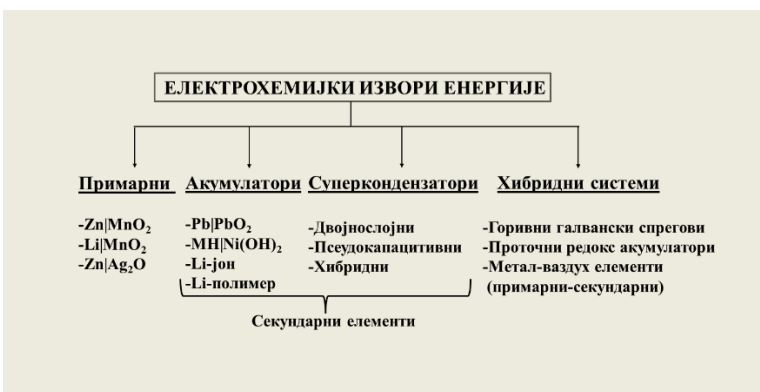 ЕЛЕКТРОХЕМИЈКИ ИЗВОРИ ЕНЕРГИЈЕ
Примарни
-Zn|MnO₂
-Li|MnO₂
-Zn|Ag₂O
Акумулатори
-Pb|PbO₂
-MH|Ni(OH)₂
-Li-јон
-Li-полимер
Суперкондензатори
-Двојнослојни
-Псеудокапацитивни
-Хибридни
Секундарни елементи
Хибридни системи
-Горивни галвански спрегови
-Проточни редокс акумулатори
-Метал-ваздух елементи
(примарни-секундарни)